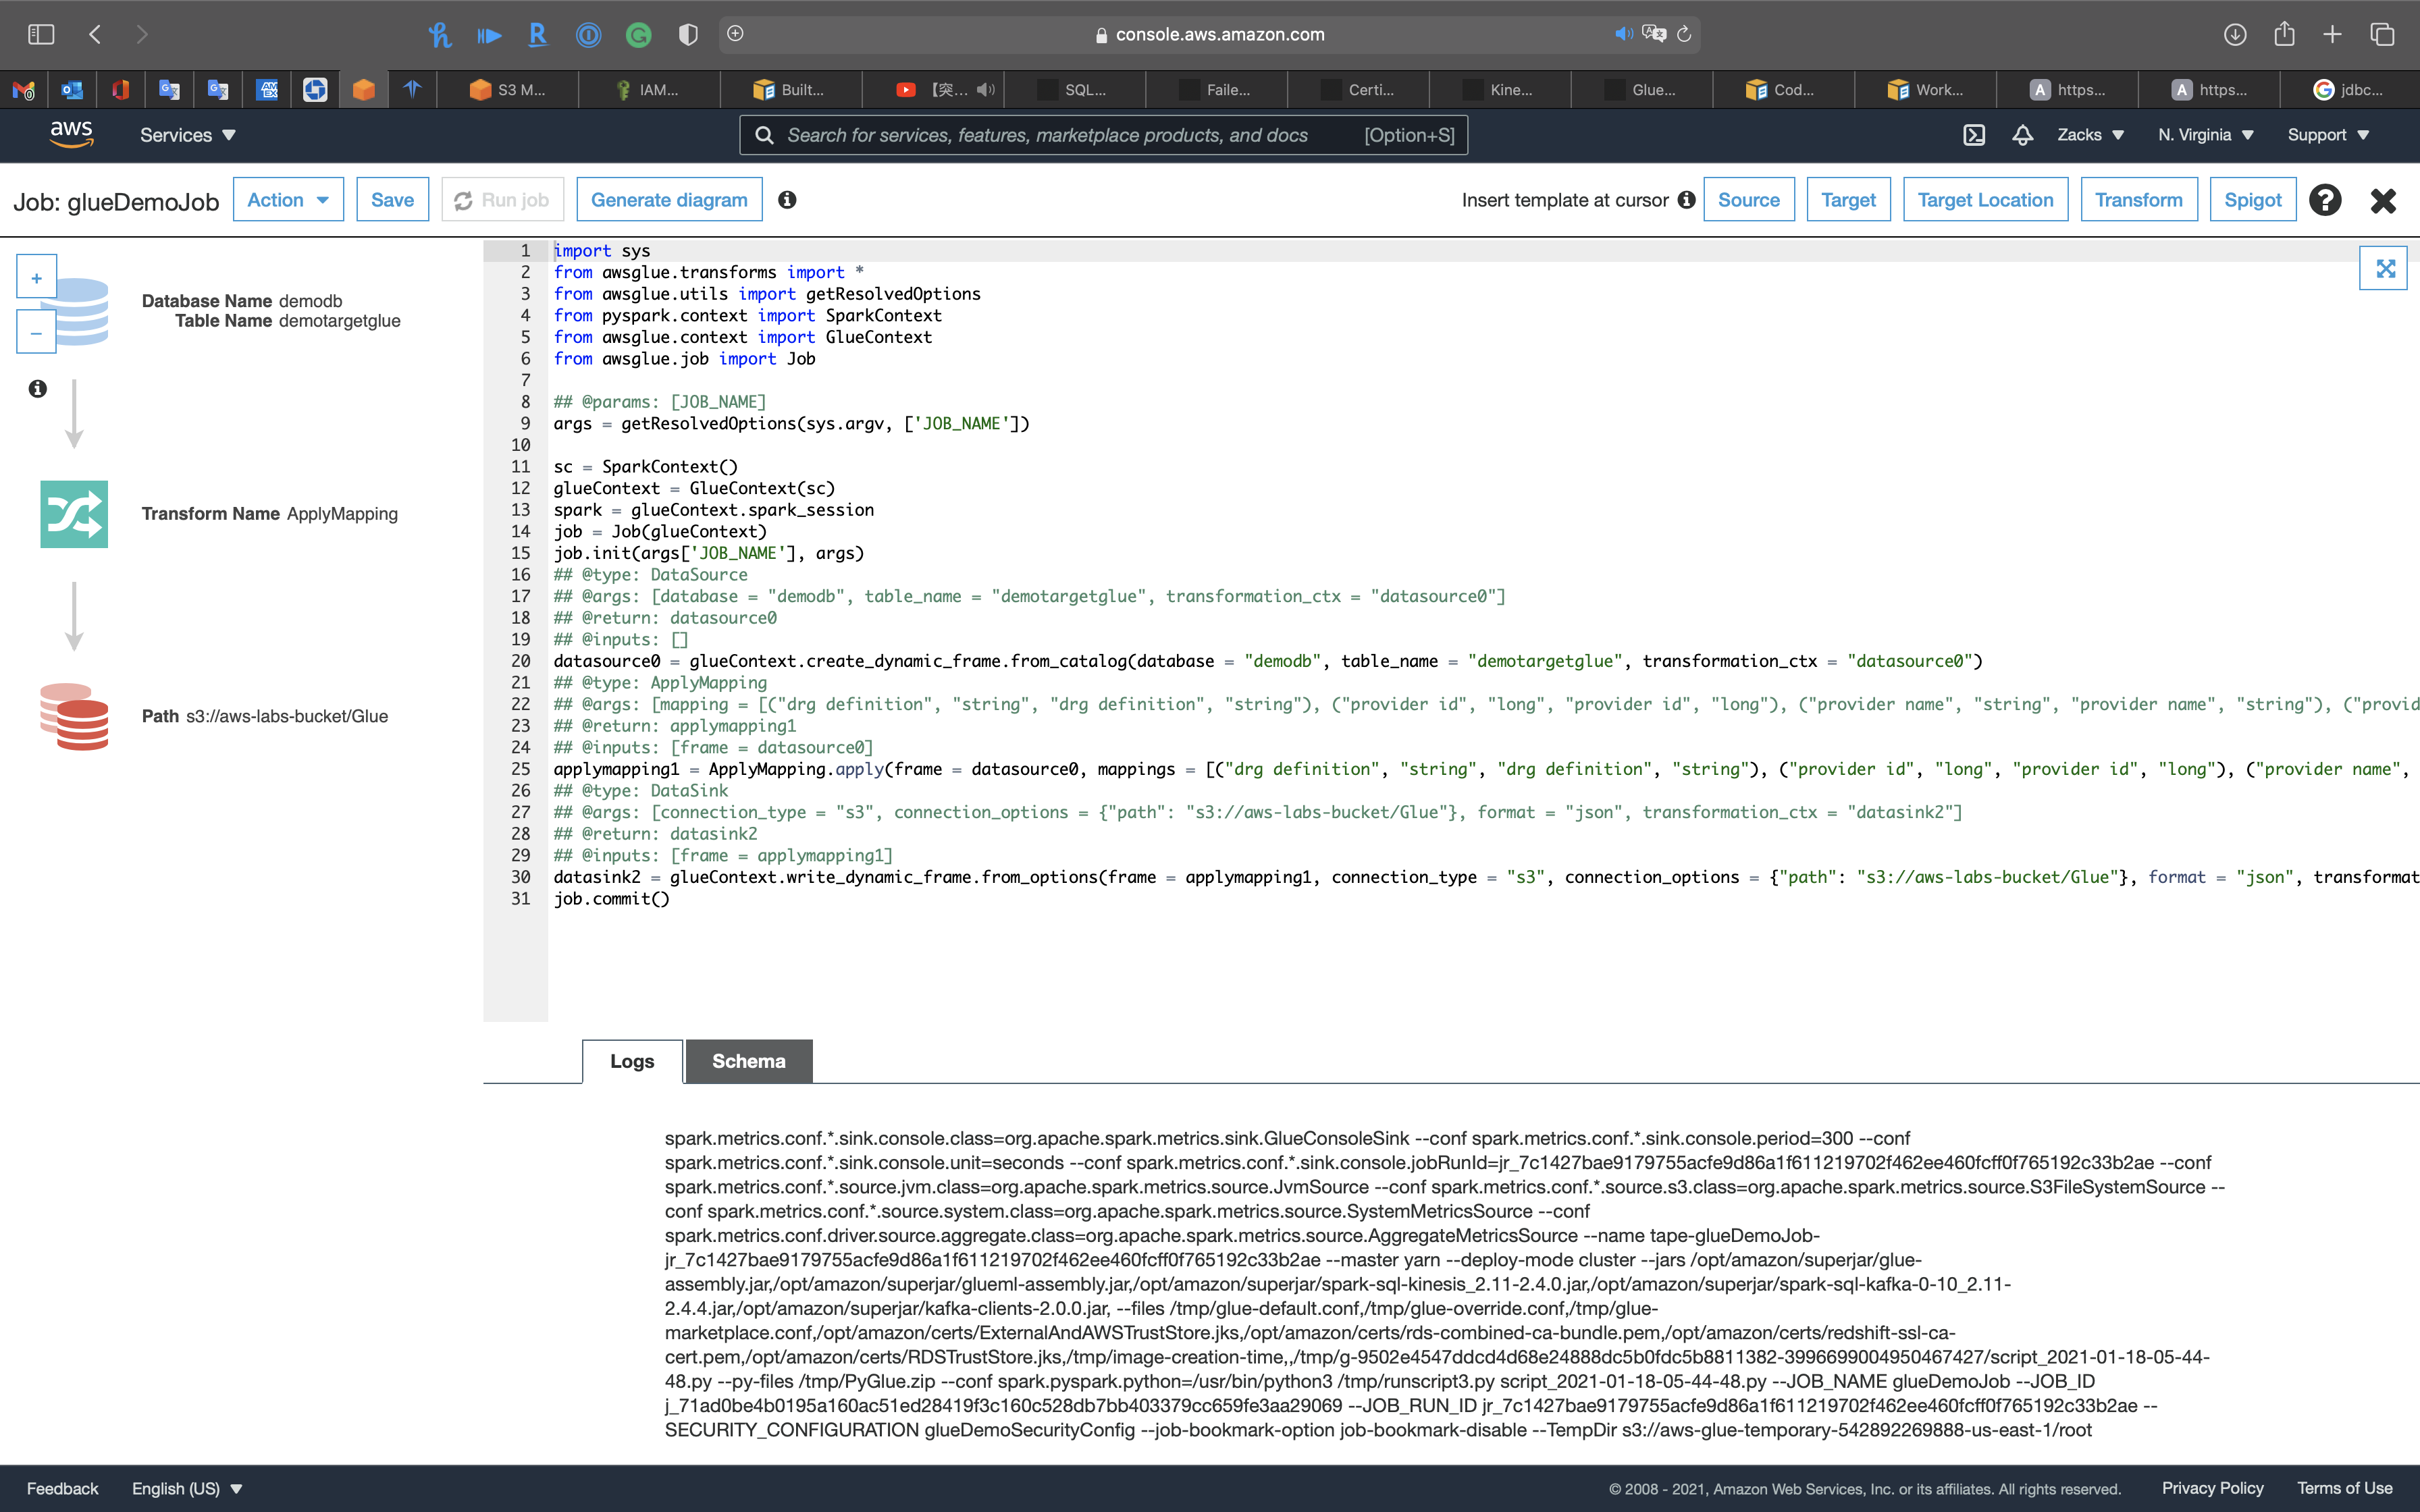 console.aws.amazon.com
S3 M...
IAM...
Built...
【突...
SQL...
Faile...
Certi...
Kine...
Glue...
Cod...
Work...
https...
https...
jdbc...
aws
Services
Search for services, features, marketplace products, and docs
[Option+S]
Zacks
N. Virginia
Support
Job: glueDemoJob
Action
Save
Run job
Generate diagram
Insert template at cursor
Source
Target
Target Location
Transform
Spigot
Database Name demodb
Table Name demotargetglue
Transform Name ApplyMapping
Path s3://aws-labs-bucket/Glue
1 import sys
2 from awsglue.transforms import *
3 from awsglue.utils import getResolvedOptions
4 from pyspark.context import SparkContext
5 from awsglue.context import GlueContext
6 from awsglue.job import Job
7
8 ## @params: [JOB_NAME]
9 args = getResolvedOptions(sys.argv, ['JOB_NAME'])
10
11 sc = SparkContext()
12 glueContext = GlueContext(sc)
13 spark = glueContext.spark_session
14 job = Job(glueContext)
15 job.init(args['JOB_NAME'], args)
16 ## @type: DataSource
17 ## @args: [database = "demodb", table_name = "demotargetglue", transformation_ctx = "datasource0"]
18 ## @return: datasource0
19 ## @inputs: []
20 datasource0 = glueContext.create_dynamic_frame.from_catalog(database = "demodb", table_name = "demotargetglue", transformation_ctx = "datasource0")
21 ## @type: ApplyMapping
22 ## @args: [mapping = [("drg definition", "string", "drg definition", "string"), ("provider id", "long", "provider id", "long"), ("provider name", "string", "provider name", "string"), ("provid
23 ## @return: applymapping1
24 ## @inputs: [frame = datasource0]
25 applymapping1 = ApplyMapping.apply(frame = datasource0, mappings = [("drg definition", "string", "drg definition", "string"), ("provider id", "long", "provider id", "long"), ("provider name",
26 ## @type: DataSink
27 ## @args: [connection_type = "s3", connection_options = {"path": "s3://aws-labs-bucket/Glue"}, format = "json", transformation_ctx = "datasink2"]
28 ## @return: datasink2
29 ## @inputs: [frame = applymapping1]
30 datasink2 = glueContext.write_dynamic_frame.from_options(frame = applymapping1, connection_type = "s3", connection_options = {"path": "s3://aws-labs-bucket/Glue"}, format = "json", transformat
31 job.commit()
Logs
Schema
spark.metrics.conf.*.sink.console.class=org.apache.spark.metrics.sink.GlueConsoleSink --conf spark.metrics.conf.*.sink.console.period=300 --conf
spark.metrics.conf.*.sink.console.unit=seconds --conf spark.metrics.conf.*.sink.console.jobRunId=jr_7c1427bae9179755acfe9d86a1f611219702f462ee460fcff0f765192c33b2ae --conf
spark.metrics.conf.*.source.jvm.class=org.apache.spark.metrics.source.JvmSource --conf spark.metrics.conf.*.source.s3.class=org.apache.spark.metrics.source.S3FileSystemSource --
conf spark.metrics.conf.*.source.system.class=org.apache.spark.metrics.source.SystemMetricsSource --conf
spark.metrics.conf.driver.source.aggregate.class=org.apache.spark.metrics.source.AggregateMetricsSource --name tape-glueDemoJob-
jr_7c1427bae9179755acfe9d86a1f611219702f462ee460fcff0f765192c33b2ae --master yarn --deploy-mode cluster --jars /opt/amazon/superjar/glue-
assembly.jar,/opt/amazon/superjar/glueml-assembly.jar,/opt/amazon/superjar/spark-sql-kinesis_2.11-2.4.0.jar,/opt/amazon/superjar/spark-sql-kafka-0-10_2.11-
2.4.4.jar,/opt/amazon/superjar/kafka-clients-2.0.0.jar, --files /tmp/glue-default.conf,/tmp/glue-override.conf,/tmp/glue-
marketplace.conf,/opt/amazon/certs/ExternalAndAWSTrustStore.jks,/opt/amazon/certs/rds-combined-ca-bundle.pem,/opt/amazon/certs/redshift-ssl-ca-
cert.pem,/opt/amazon/certs/RDSTrustStore.jks,/tmp/image-creation-time,,/tmp/g-9502e4547ddcd4d68e24888dc5b0fdc5b8811382-3996699004950467427/script_2021-01-18-05-44-
48.py --py-files /tmp/PyGlue.zip --conf spark.pyspark.python=/usr/bin/python3 /tmp/runscript3.py script_2021-01-18-05-44-48.py --JOB_NAME glueDemoJob --JOB_ID
j_71ad0be4b0195a160ac51ed28419f3c160c528db7bb403379cc659fe3aa29069 --JOB_RUN_ID jr_7c1427bae9179755acfe9d86a1f611219702f462ee460fcff0f765192c33b2ae --
SECURITY_CONFIGURATION glueDemoSecurityConfig --job-bookmark-option job-bookmark-disable --TempDir s3://aws-glue-temporary-542892269888-us-east-1/root
Feedback
English (US)
© 2008 - 2021, Amazon Web Services, Inc. or its affiliates. All rights reserved.
Privacy Policy
Terms of Use